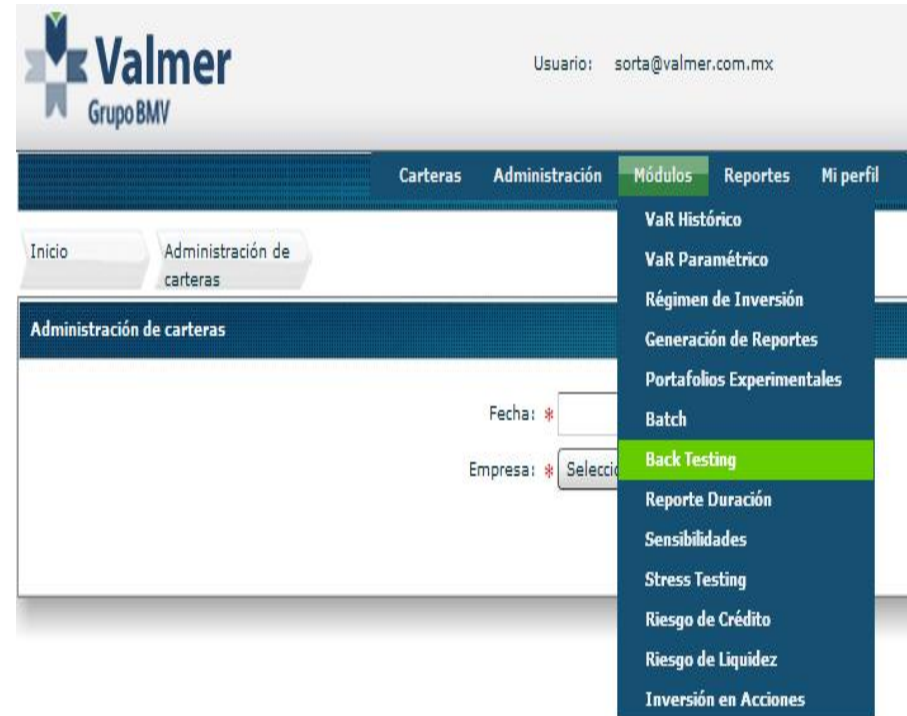 Valmer
Grupo BMV
Usuario: sorta@valmer.com.mx
Carteras Administración Módulos Reportes Mi perfil
Inicio
Administración de
carteras
Administración de carteras
Fecha: *
Empresa: * Selecci
VaR Histórico
VaR Paramétrico
Régimen de Inversión
Generación de Reportes
Portafolios Experimentales
Batch
Back Testing
Reporte Duración
Sensibilidades
Stress Testing
Riesgo de Crédito
Riesgo de Liquidez
Inversión en Acciones